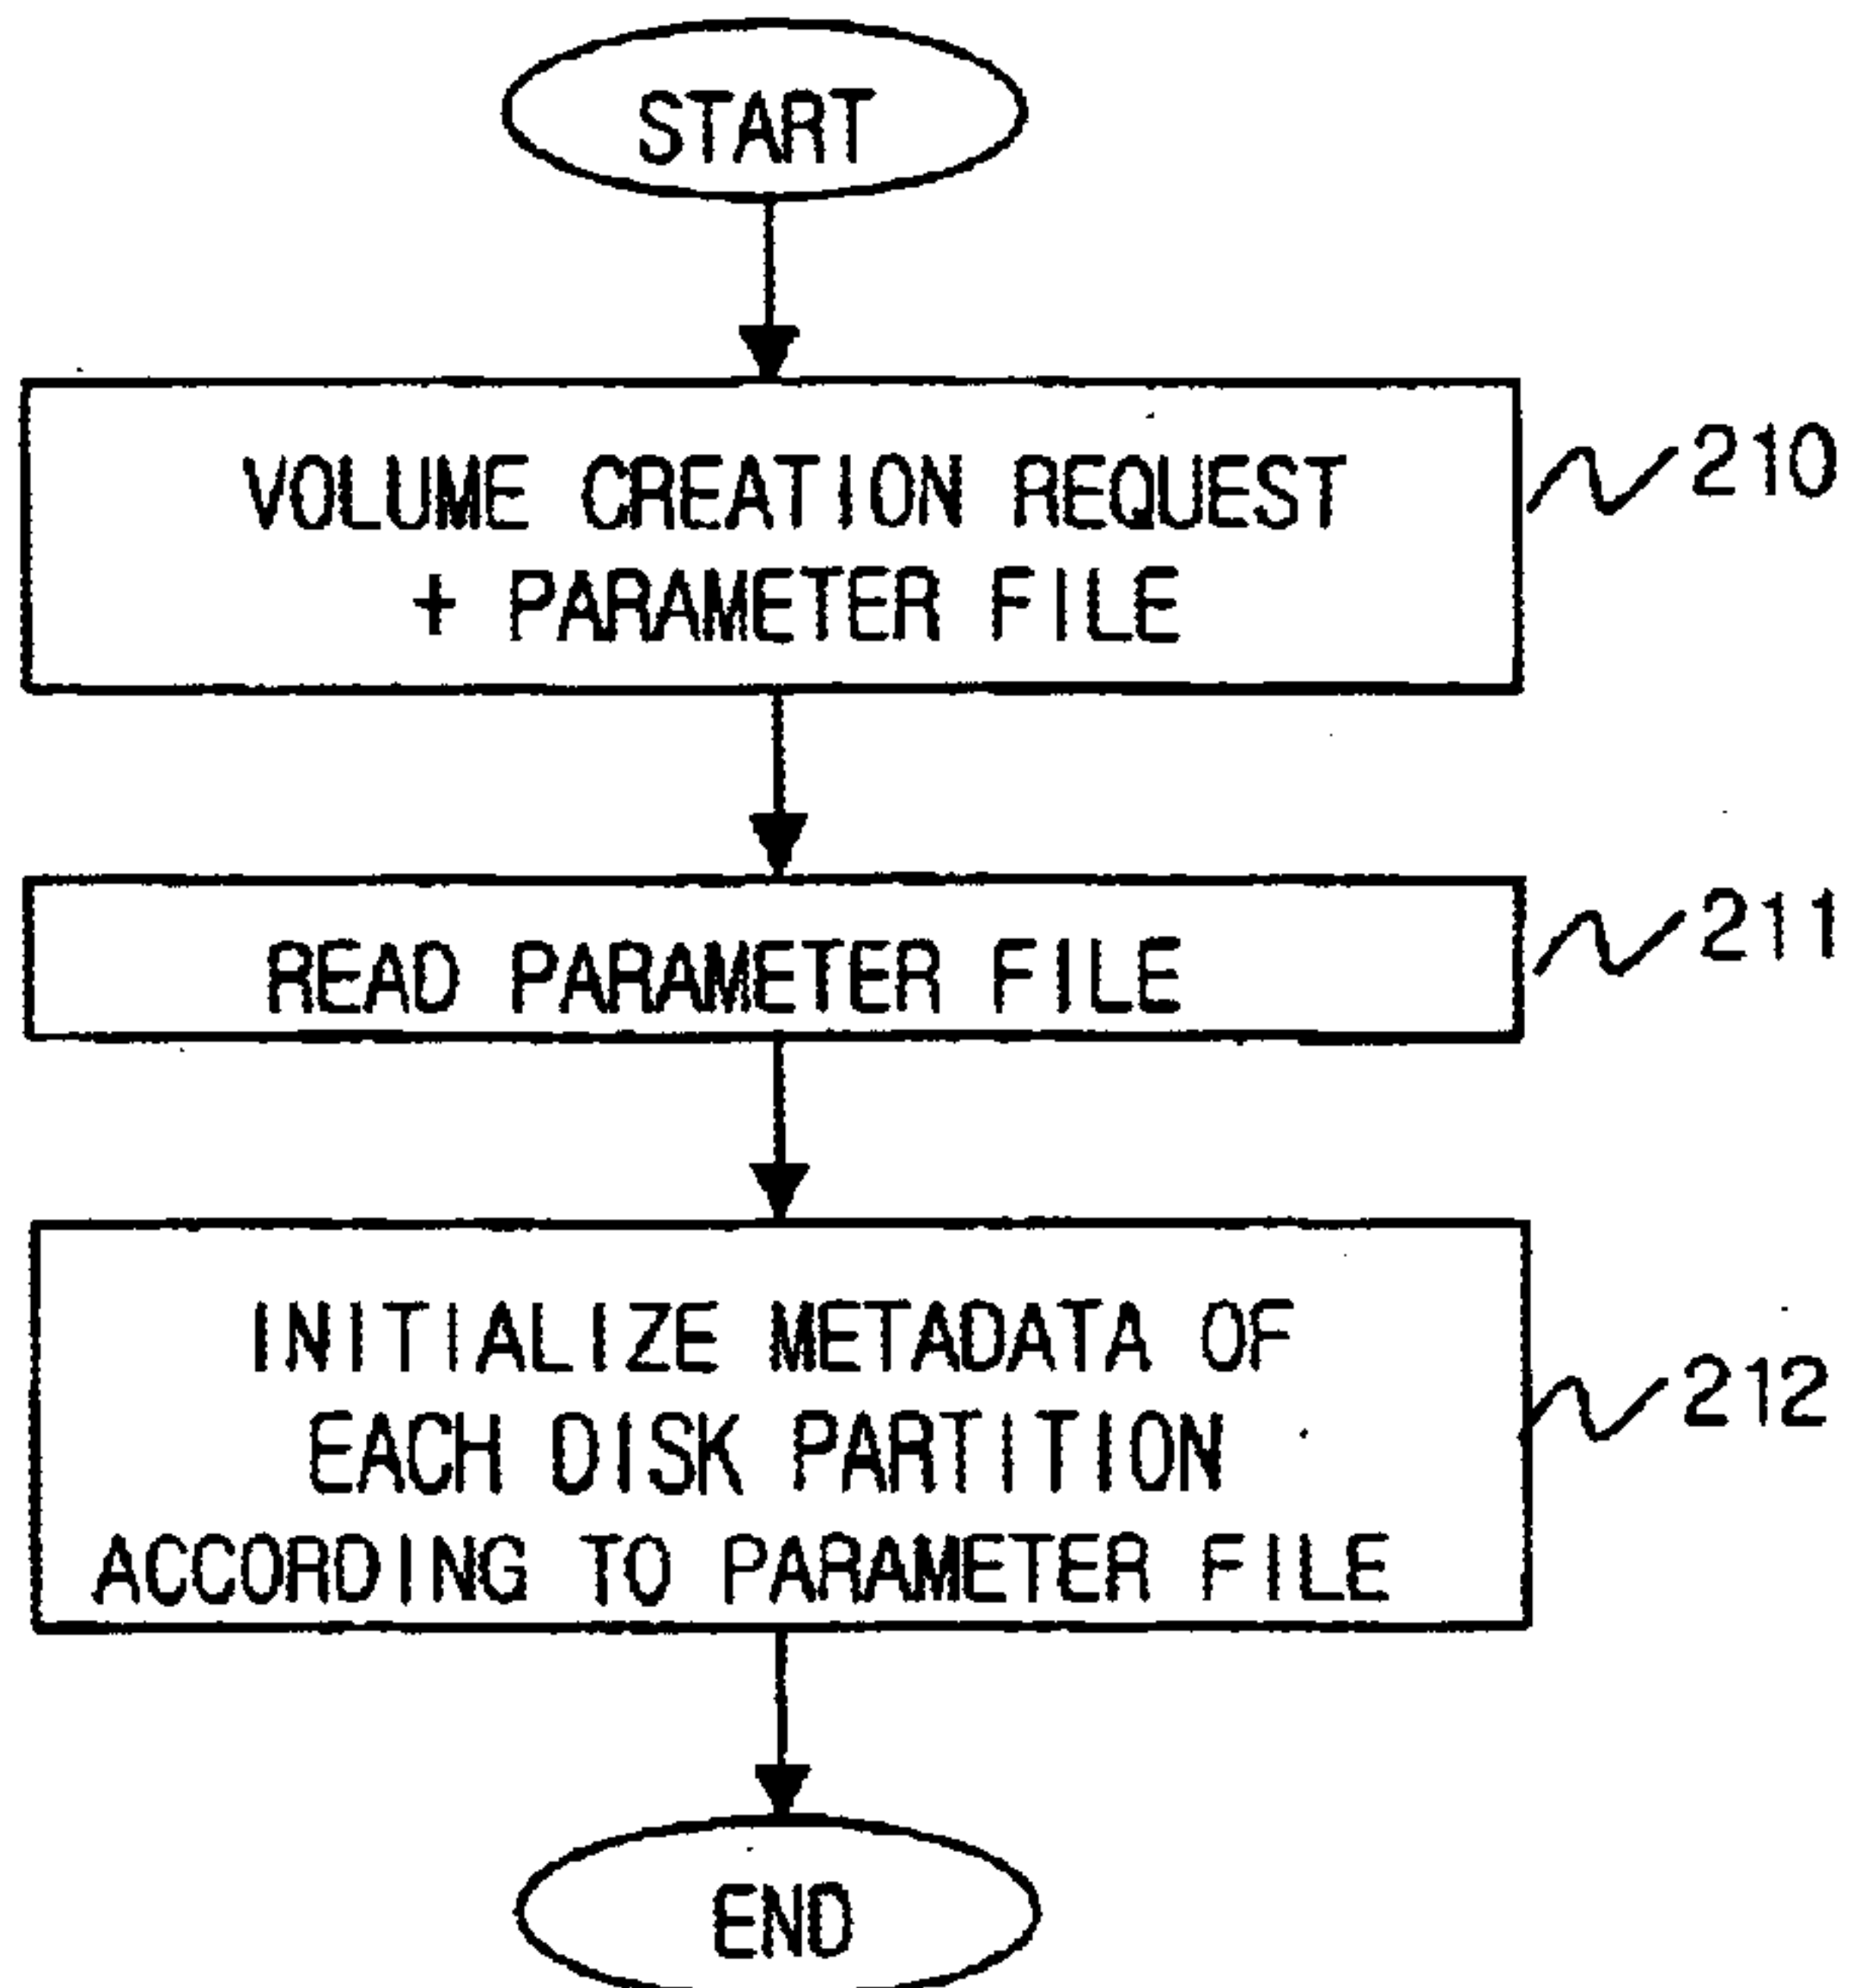 START
VOLUME CREATION REQUEST
+ PARAMETER FILE
210
READ PARAMETER FILE
211
INITIALIZE METADATA OF
EACH DISK PARTITION
ACCORDING TO PARAMETER FILE
212
END